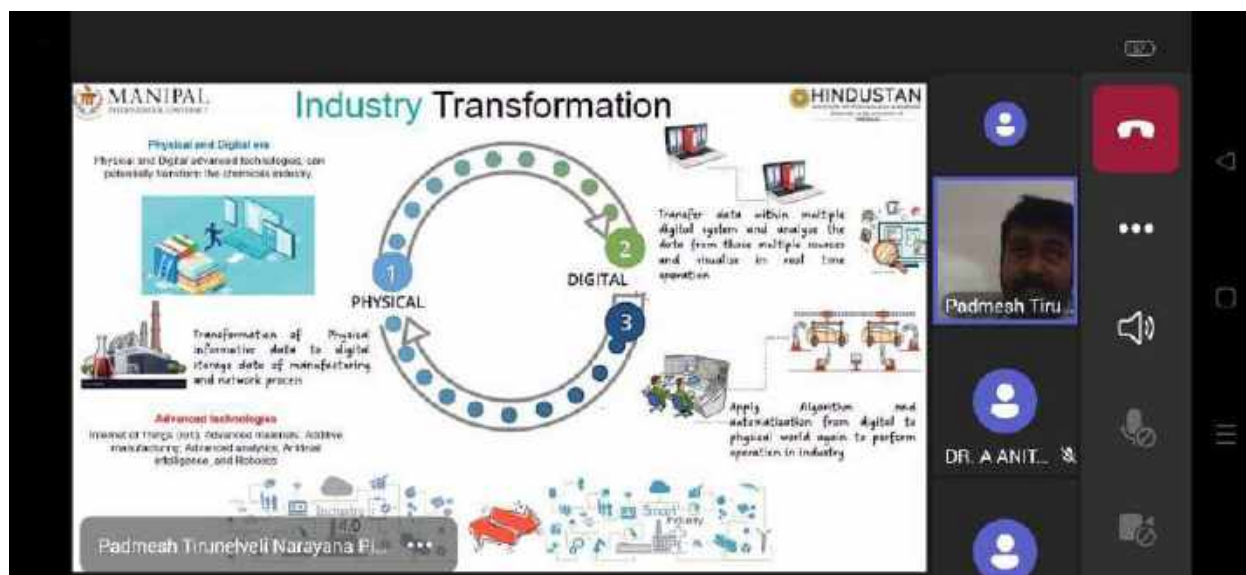 MANIPAL
Industry Transformation
HINDUSTAN
Physical and Digital era
Physical and Digital advanced technologies, can
potentially transform the chemicals industry.
1
PHYSICAL
2
DIGITAL
3
Transfer data within multiple
digital system and analyse the
data from those multiple sources
and visualize in real time
operation
Transformation of Physical
informative data to digital
storage data of manufacturing
and network process
Apply Algorithm and
automatization from digital to
physical world again to perform
operation in industry
Advanced technologies
Internet of Things (IoT), Advanced materials, Additive
manufacturing, Advanced analytics, Artificial
intelligence, and Robotics
Industry
4.0
Smart
Industry
Padmesh Tirunelveli Narayana Pi...
Padmesh Tiru...
DR. A ANIT...